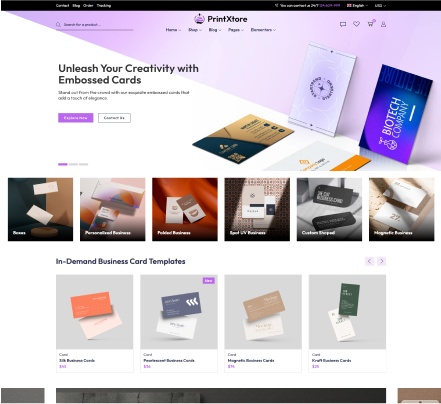 Contact Blog Order Tracking
You can contact us 24/7
English
USD
Search for a product ...
PrintXtore
Home Shop Blog Pages Elementors
Unleash Your Creativity with
Embossed Cards
Stand out from the crowd with our exquisite embossed cards that
add a touch of elegance.
Explore Now
Contact Us
BIOTECH
COMPANY
Boxes
Personalized Business
Folded Business
Spot UV Business
Custom Shaped
Magnetic Business
In-Demand Business Card Templates
New
Card
Silk Business Cards
$45
Card
Pearlescent Business Cards
$35
Card
Magnetic Business Cards
Card
Kraft Business Cards
$25